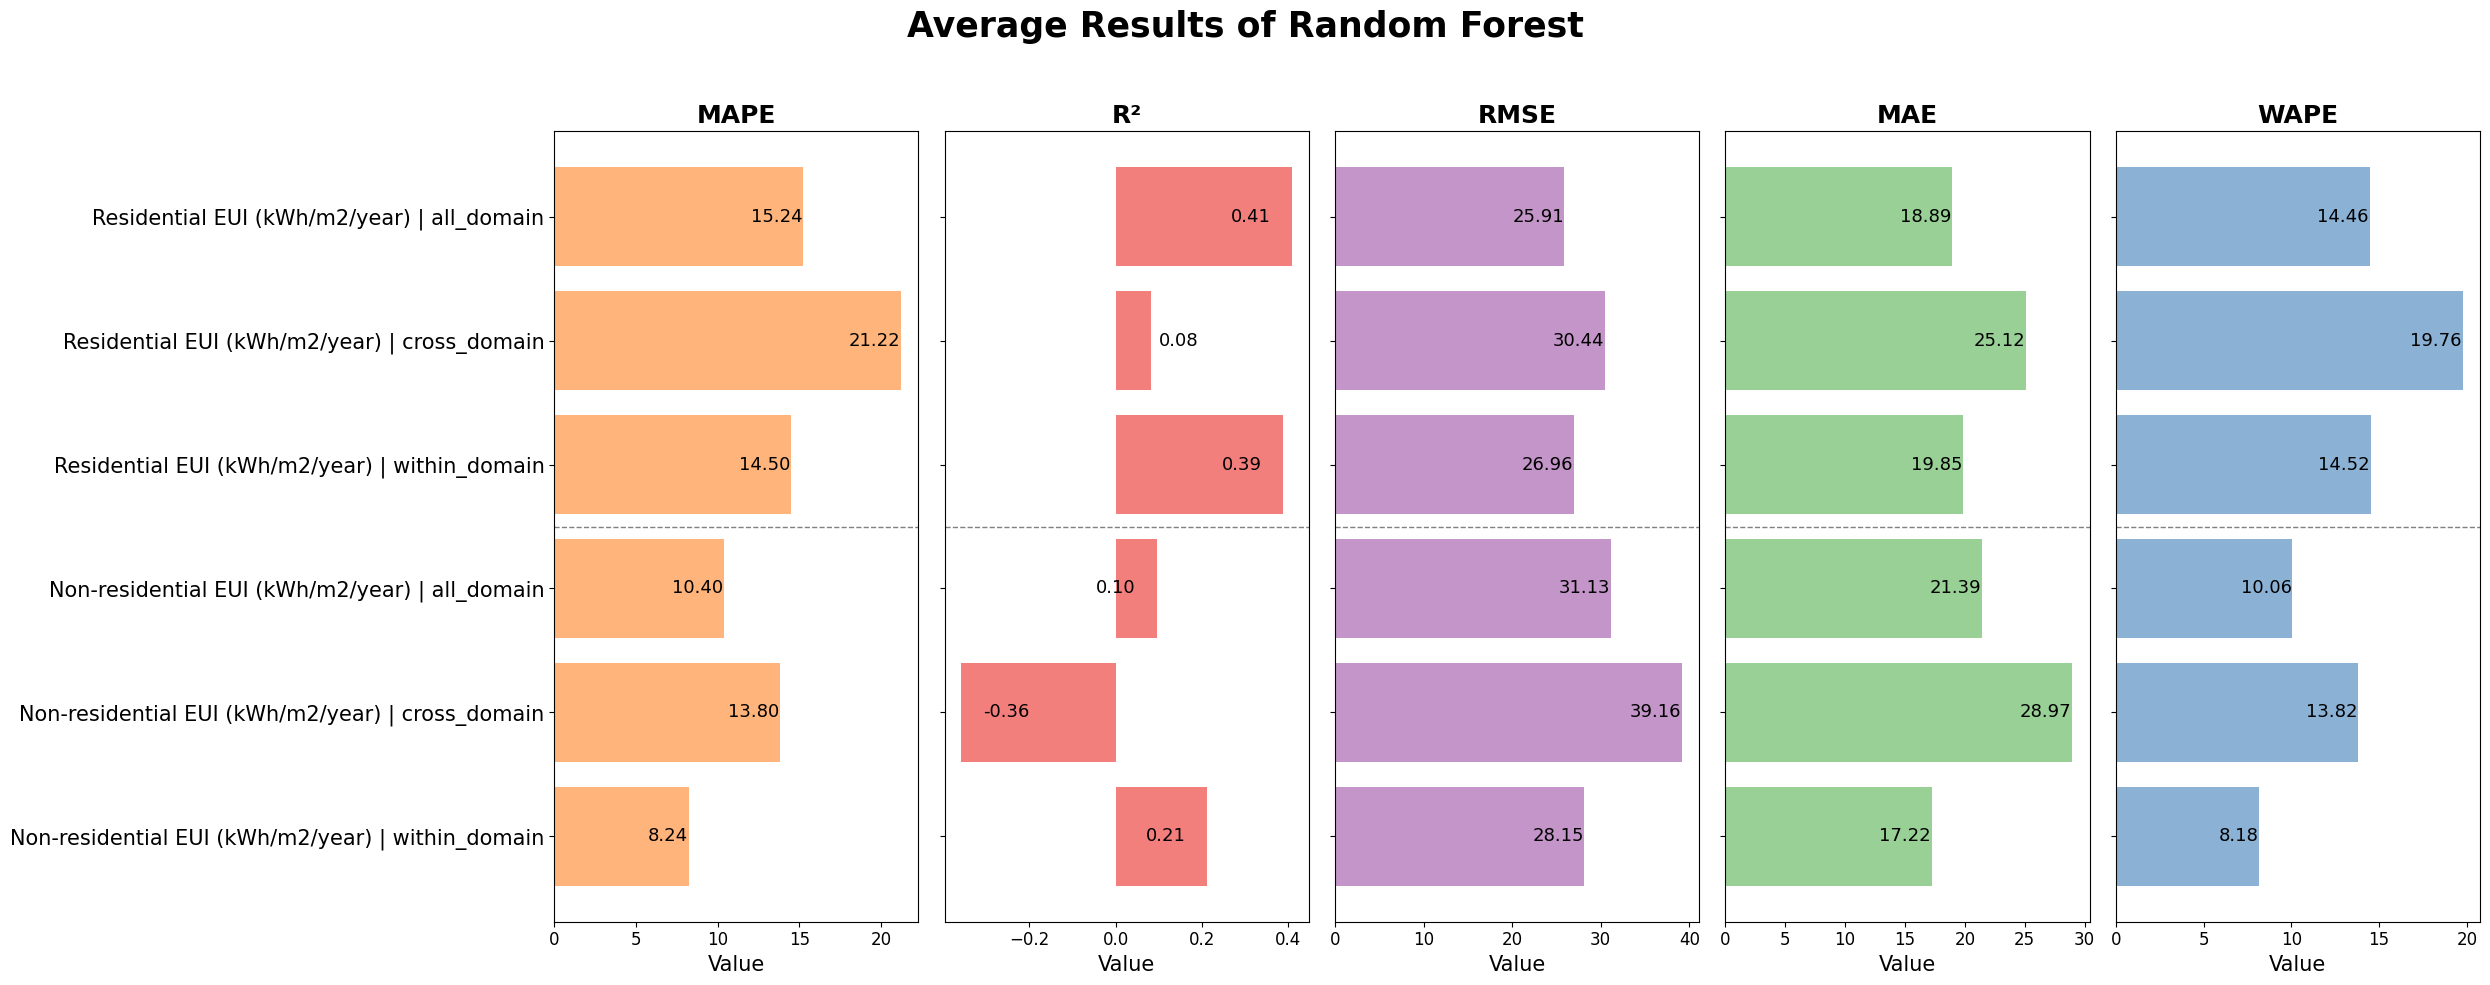 Average Results of Random Forest
MAPE R² RMSE MAE WAPE
Residential EUI (kWh/m2/year) | all_domain 15.24 0.41 25.91 18.89 14.46
Residential EUI (kWh/m2/year) | cross_domain 21.22 0.08 30.44 25.12 19.76
Residential EUI (kWh/m2/year) | within_domain 14.50 0.39 26.96 19.85 14.52
Non-residential EUI (kWh/m2/year) | all_domain 10.40 0.10 31.13 21.39 10.06
Non-residential EUI (kWh/m2/year) | cross_domain 13.80 -0.36 39.16 28.97 13.82
Non-residential EUI (kWh/m2/year) | within_domain 8.24 0.21 28.15 17.22 8.18
0 5 10 15 20 −0.2 0.0 0.2 0.4 0 10 20 30 40 0 5 10 15 20 25 30 0 5 10 15 20
Value Value Value Value Value